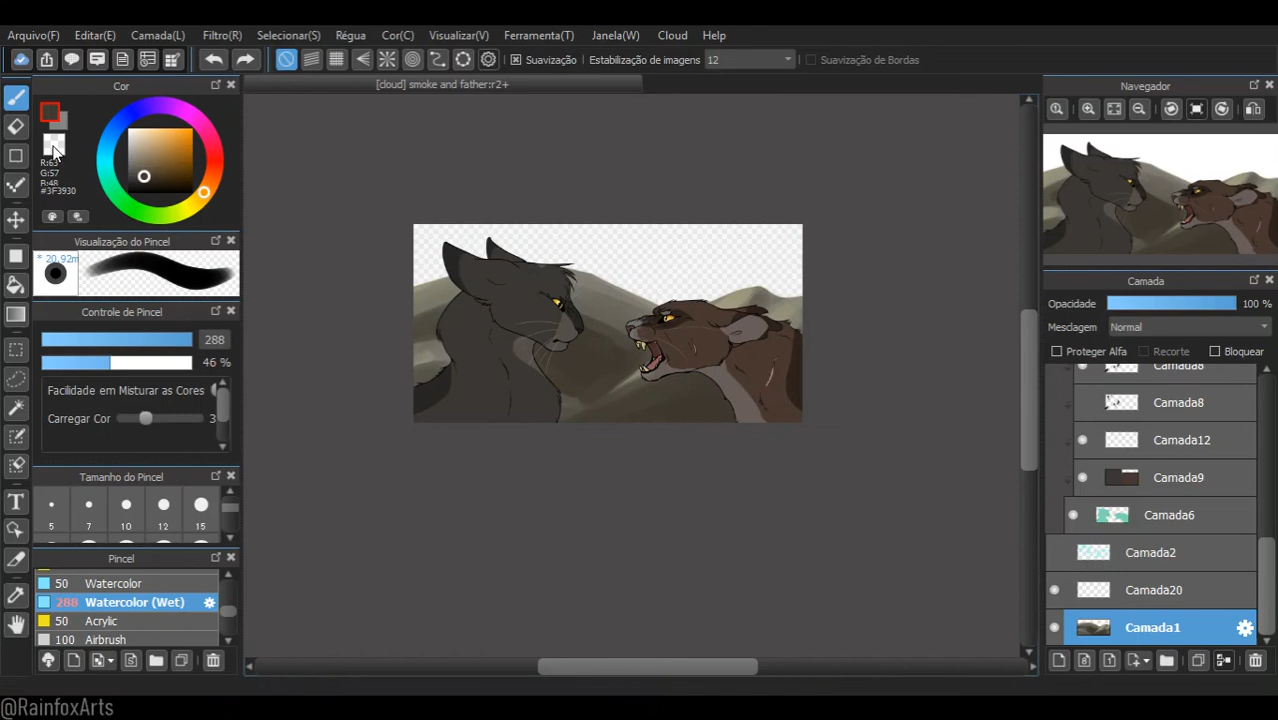 Arquivo(F) Editar(E) Camada(L) Filtro(R) Selecionar(S) Régua Cor(C) Visualizar(V) Ferramenta(T) Janela(W) Cloud Help
Suavização Estabilização de imagens 12 Suavização de Bordas
[cloud] smoke and father:r2+
Cor
R:63
G:57
B:48
#3F3930
Visualização do Pincel
* 20.92m
Controle de Pincel
288
46 %
Facilidade em Misturar as Cores
Carregar Cor 3
Tamanho do Pincel
5 7 10 12 15
Pincel
50 Watercolor
288 Watercolor (Wet)
50 Acrylic
100 Airbrush
Navegador
Camada
Opacidade 100 %
Mesclagem Normal
Proteger Alfa Recorte Bloquear
Camada8
Camada8
Camada12
Camada9
Camada6
Camada2
Camada20
Camada1
@RainfoxArts